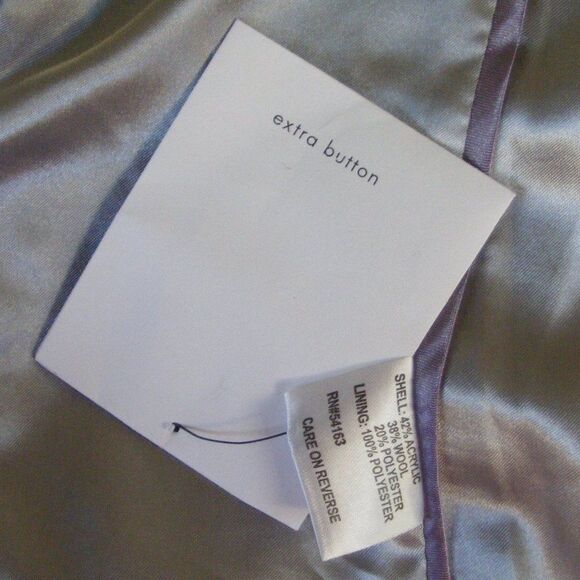 extra button
SHELL: 42% ACRYLIC
38% WOOL
20% POLYESTER
LINING: 100% POLYESTER
RN#54163
CARE ON REVERSE